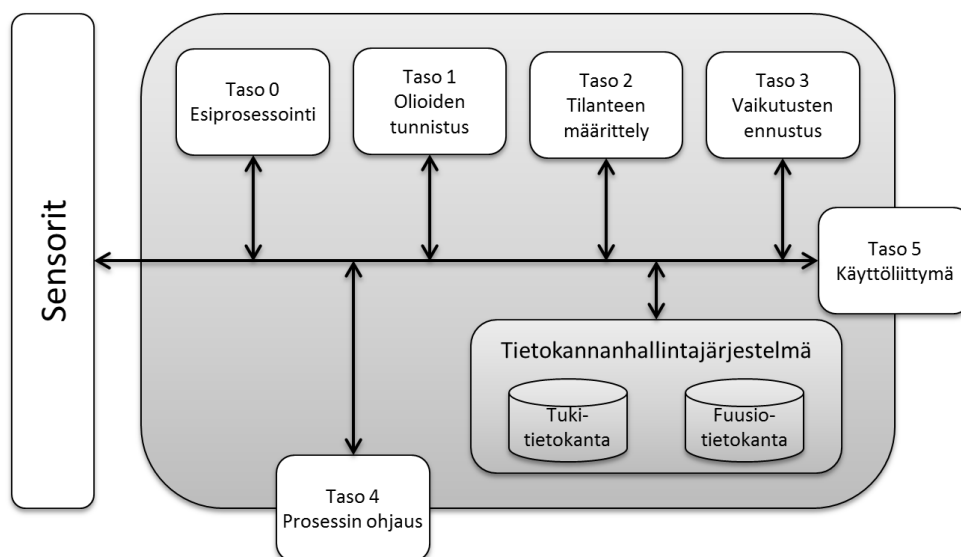 Sensorit
Taso 0
Esiprosessointi
Taso 1
Olioiden
tunnistus
Taso 2
Tilanteen
määrittely
Taso 3
Vaikutusten
ennustus
Taso 5
Käyttöliittymä
Tietokannanhallintajärjestelmä
Tuki-
tietokanta
Fuusio-
tietokanta
Taso 4
Prosessin ohjaus